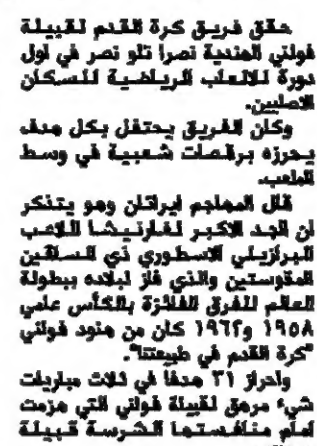 حقق فريق كرة القدم لقبيلة
فولني الهندية نصرا تلو نصر في اول
دورة للالعاب الرياضية للسكان
الاصليين.
وكان الفريق يحتفل بكل هدف
يحرزه برقصات شعبية في وسط
الملعب.
قال المهاجم ايراتان وهو يتذكر
ان الجد الاكبر لغارنيشا اللاعب
البرازيلي الاسطوري ذي الساقين
المقوستين والذي فاز لبلاده ببطولة
العالم للفرق الفائزة بالكأس عامي
١٩٥٨ و١٩٦٢ كان من هنود فولني
"كرة القدم في طبيعتنا".
واحراز ٣١ هدفا في ثلاث مباريات
شيء مرهق لقبيلة فولني التي هزمت
امام منافستها الشرسة قبيلة